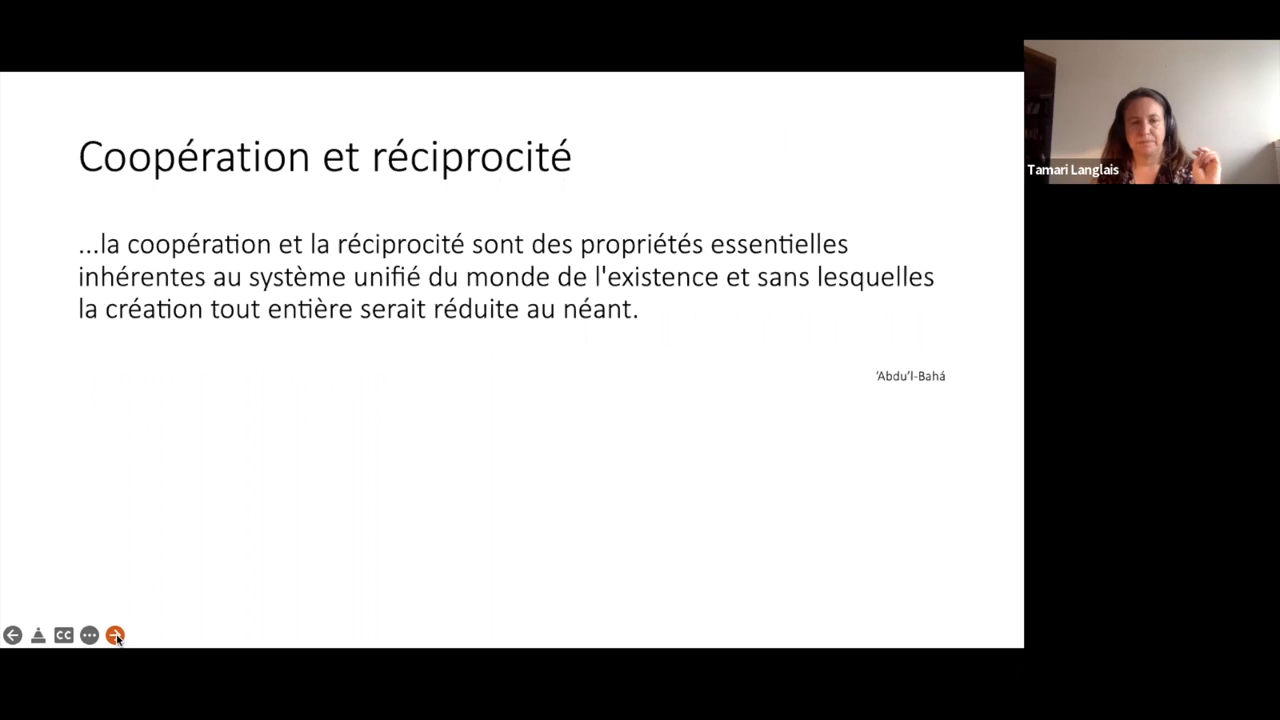 Coopération et réciprocité
...la coopération et la réciprocité sont des propriétés essentielles
inhérentes au système unifié du monde de l'existence et sans lesquelles
la création tout entière serait réduite au néant.
‘Abdu’l-Bahá
Tamari Langlais
CC